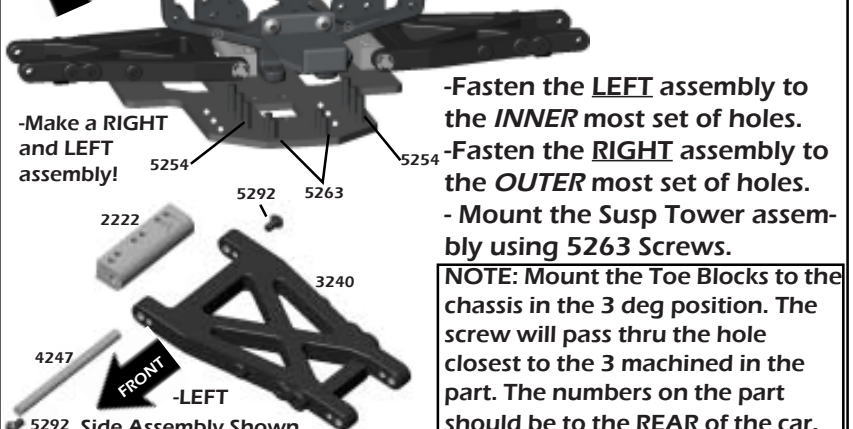 -Make a RIGHT
and LEFT
assembly!
5254
5263
5254
-Fasten the LEFT assembly to
the INNER most set of holes.
-Fasten the RIGHT assembly to
the OUTER most set of holes.
- Mount the Susp Tower assem-
bly using 5263 Screws.
NOTE: Mount the Toe Blocks to the
chassis in the 3 deg position. The
screw will pass thru the hole
closest to the 3 machined in the
part. The numbers on the part
should be to the REAR of the car.
5292
2222
3240
4247
FRONT
-LEFT
5292 Side Assembly Shown